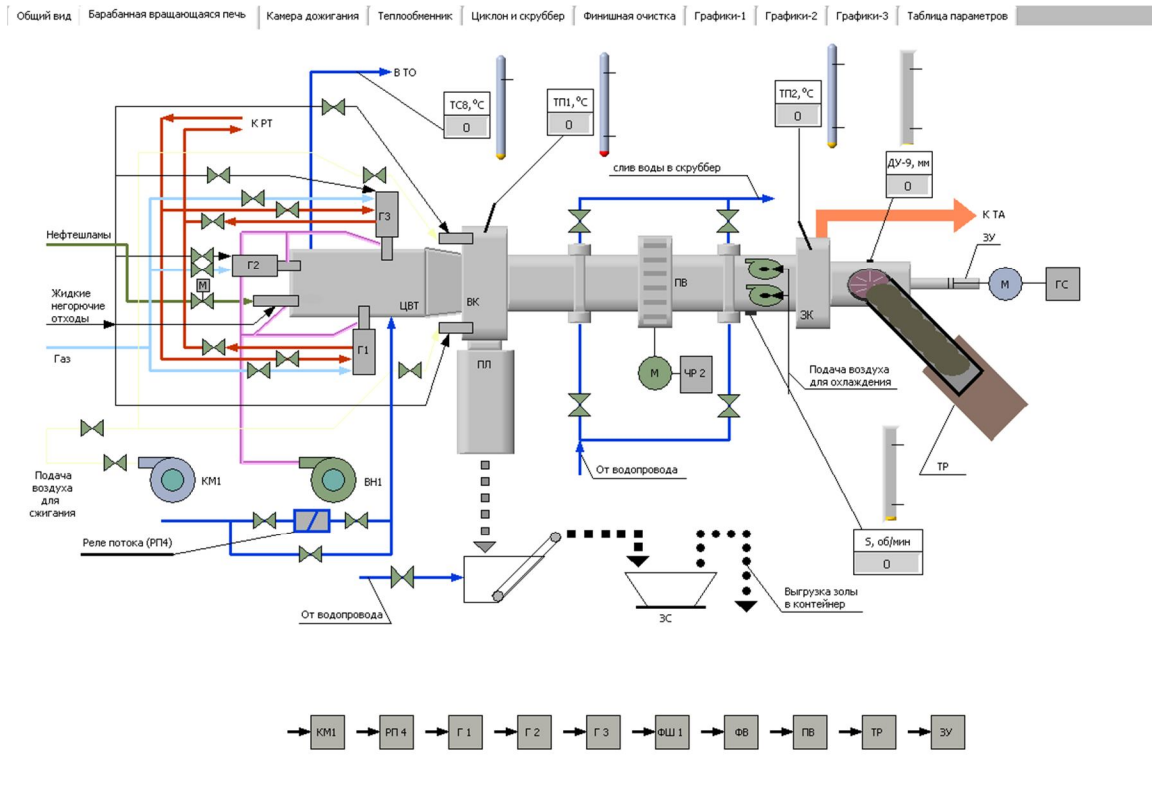 Общий вид
Барабанная вращающаяся печь
Камера дожигания
Теплообменник
Циклон и скруббер
Финишная очистка
Графики-1
Графики-2
Графики-3
Таблица параметров
В ТО
ТС8, °С
0
ТП1, °С
0
ТП2, °С
0
К РТ
слив воды в скруббер
ДУ-9, мм
0
Г3
К ТА
Нефтешламы
ЗУ
Г2
М
ПВ
М
ГС
Жидкие
негорючие
отходы
ЦВТ
ВК
ЗК
Газ
Г1
ПЛ
М
ЧР 2
Подача воздуха
для охлаждения
От водопровода
ТР
Подача
воздуха
для
сжигания
КМ1
ВН1
Реле потока (РП4)
S, об/мин
0
От водопровода
Выгрузка золы
в контейнер
ЗС
КМ1
РП 4
Г 1
Г 2
Г 3
ФШ 1
ФВ
ПВ
ТР
ЗУ